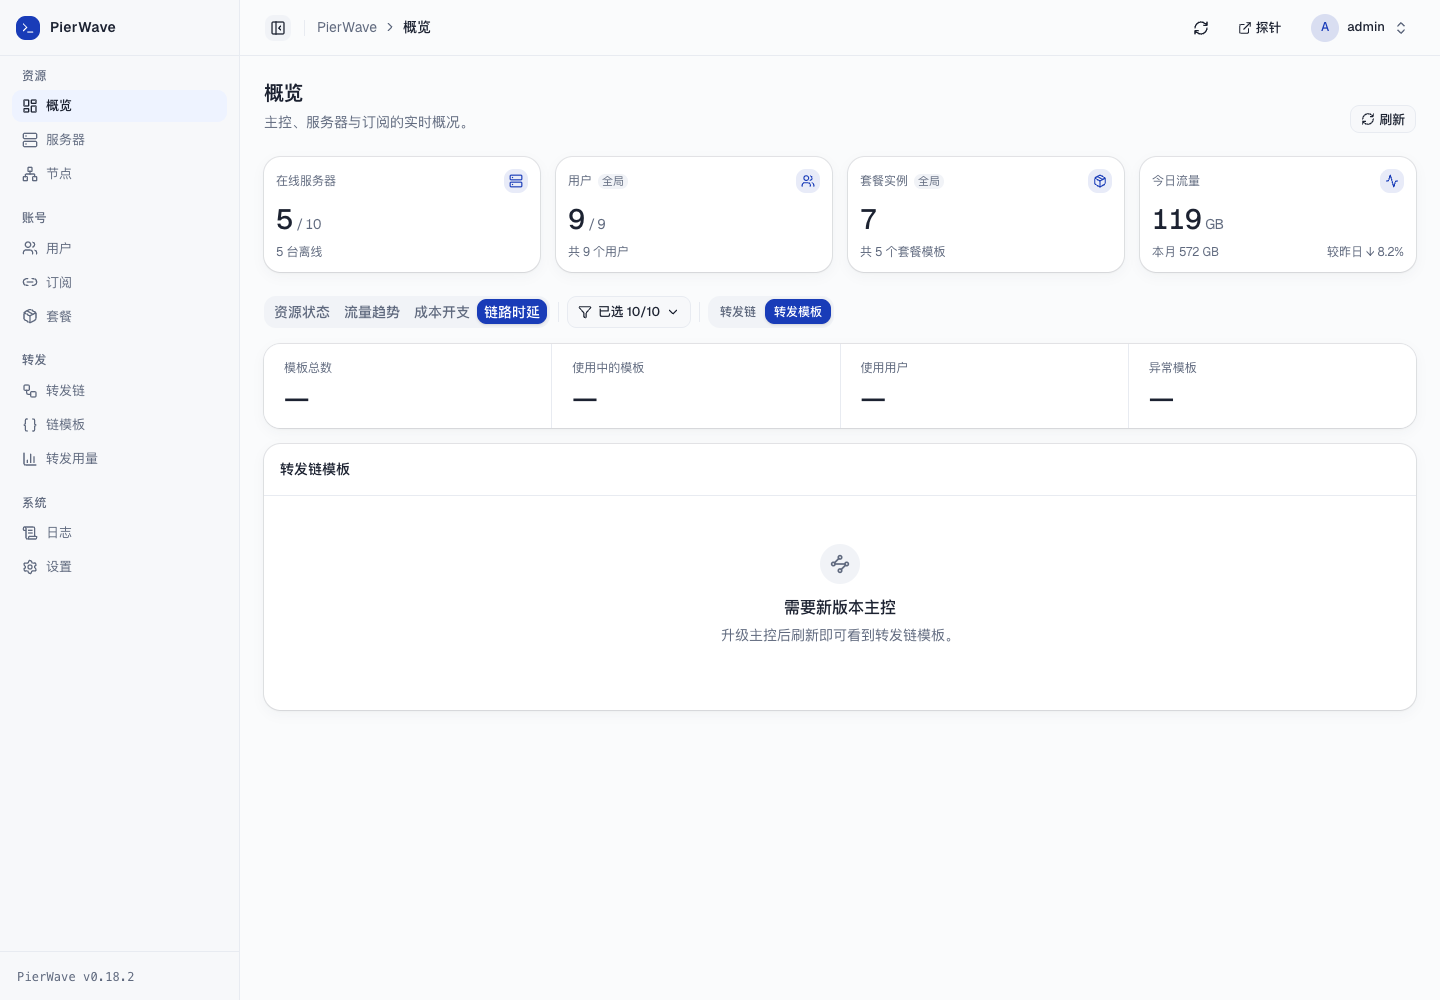 PierWave
PierWave > 概览
探针
A admin
资源
概览
服务器
节点
账号
用户
订阅
套餐
转发
转发链
链模板
转发用量
系统
日志
设置
PierWave v0.18.2
概览
主控、服务器与订阅的实时概况。
刷新
在线服务器
5 / 10
5 台离线
用户 全局
9 / 9
共 9 个用户
套餐实例 全局
7
共 5 个套餐模板
今日流量
119 GB
本月 572 GB 较昨日 ↓ 8.2%
资源状态 流量趋势 成本开支 链路时延 已选 10/10 转发链 转发模板
模板总数
—
使用中的模板
—
使用用户
—
异常模板
—
转发链模板
需要新版本主控
升级主控后刷新即可看到转发链模板。